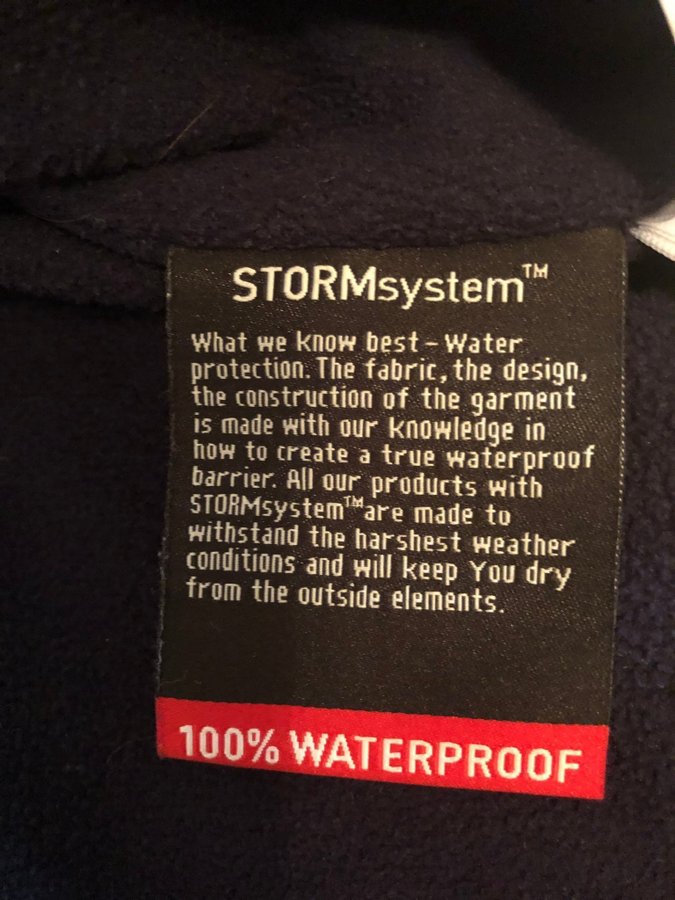 STORMsystem™
What we know best – Water
protection. The fabric, the design,
the construction of the garment
is made with our knowledge in
how to create a true waterproof
barrier. All our products with
STORMsystem™are made to
withstand the harshest weather
conditions and will keep You dry
from the outside elements.
100% WATERPROOF